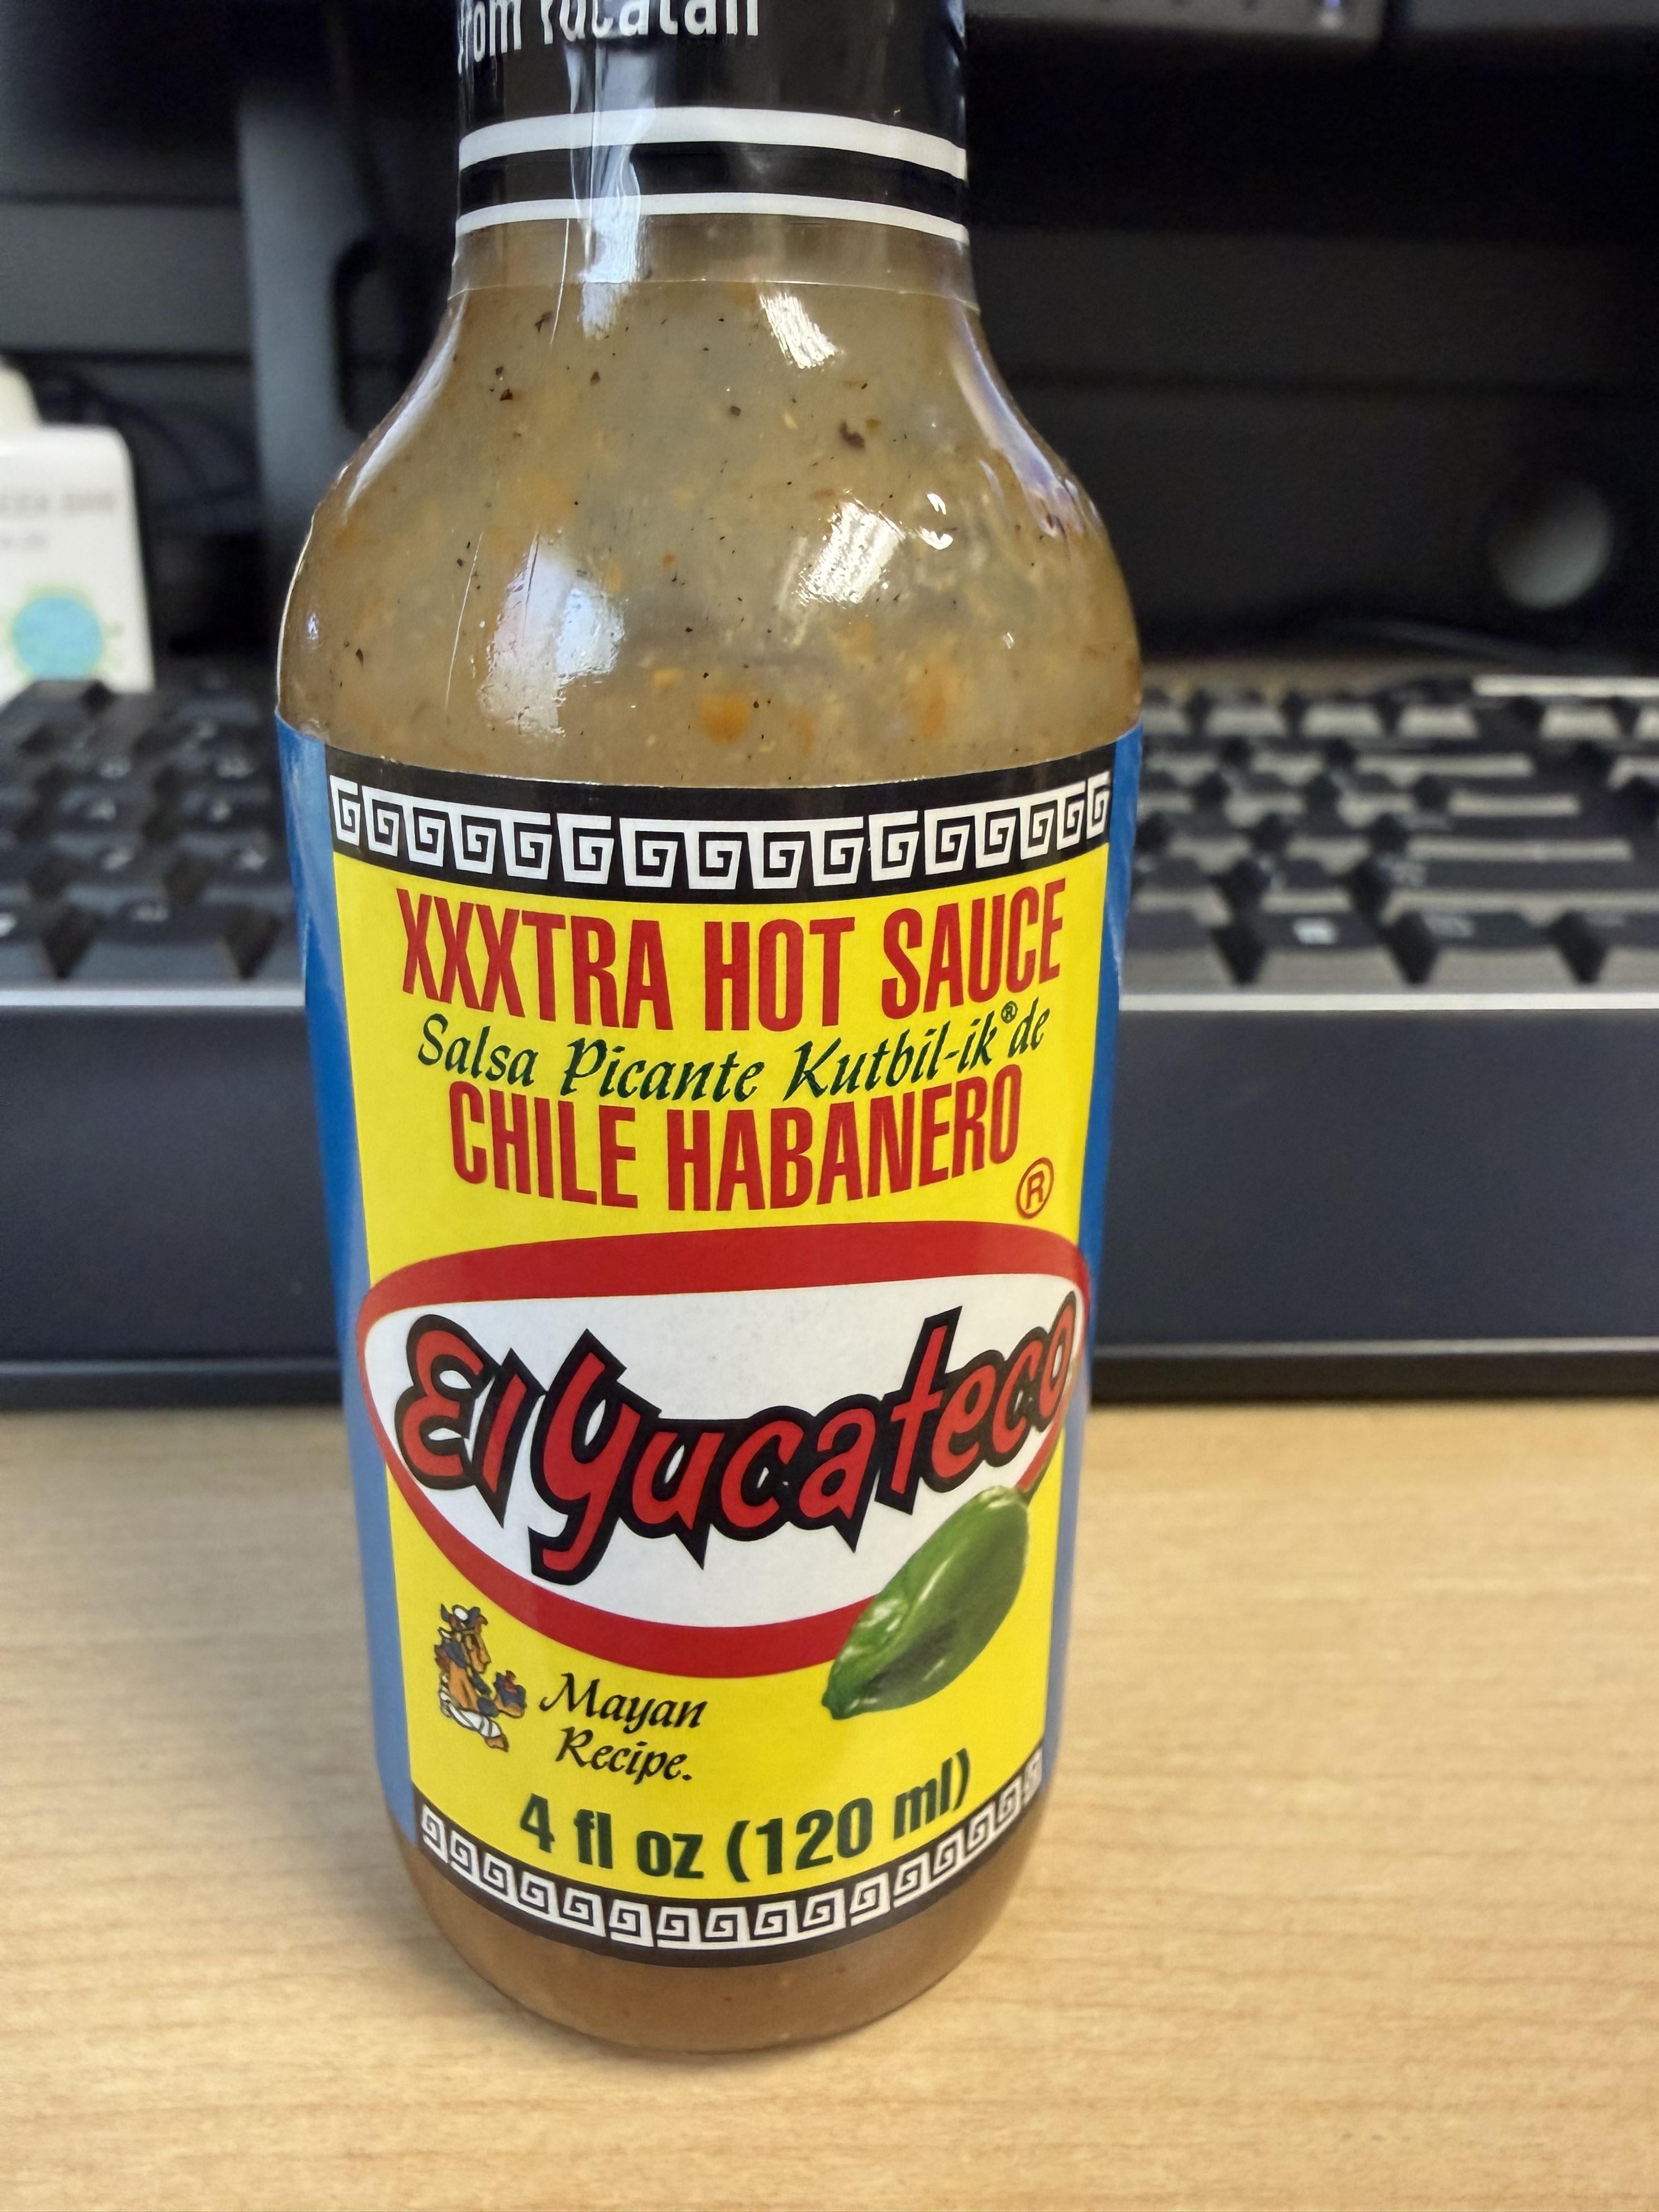 from Yucatán
XXXTRA HOT SAUCE
Salsa Picante Kutbil-ik® de
CHILE HABANERO
®
El Yucateco
Mayan
Recipe.
4 fl oz (120 ml)